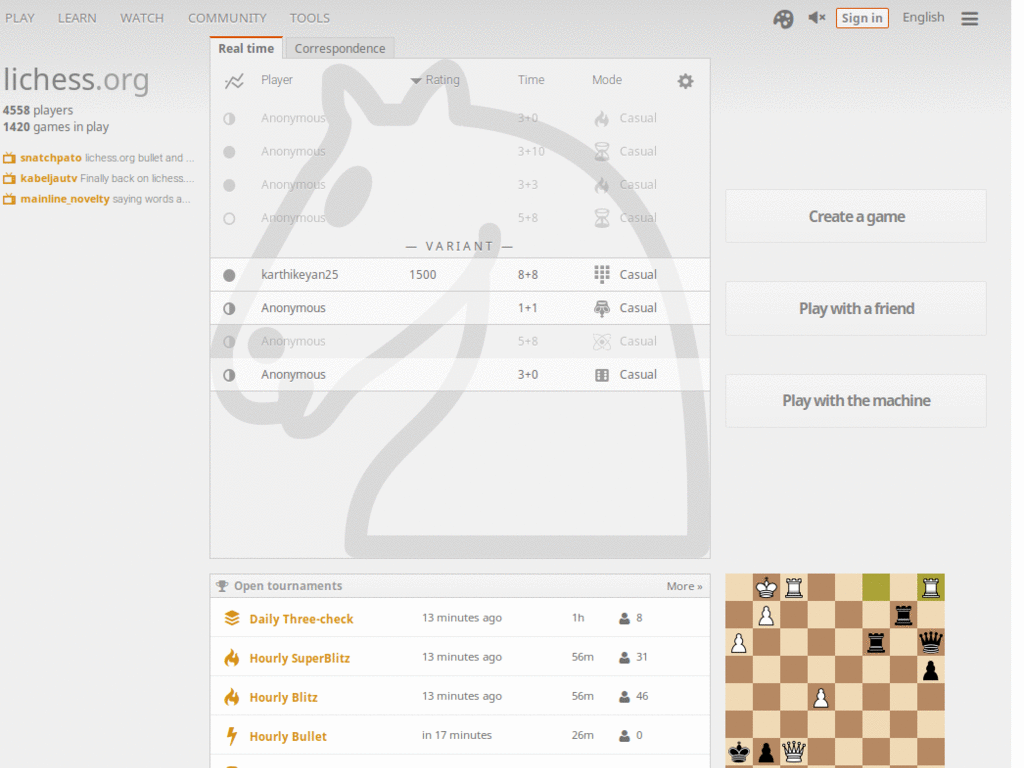 PLAY LEARN WATCH COMMUNITY TOOLS Sign in English
Real time Correspondence
lichess.org
4558 players
1420 games in play
snatchpato lichess.org bullet and ...
kabeljautv Finally back on lichess....
mainline_novelty saying words a...
Player Rating Time Mode
Anonymous 3+0 Casual
Anonymous 3+10 Casual
Anonymous 3+3 Casual
Anonymous 5+8 Casual
— VARIANT —
karthikeyan25 1500 8+8 Casual
Anonymous 1+1 Casual
Anonymous 5+8 Casual
Anonymous 3+0 Casual
Create a game
Play with a friend
Play with the machine
Open tournaments More »
Daily Three-check 13 minutes ago 1h 8
Hourly SuperBlitz 13 minutes ago 56m 31
Hourly Blitz 13 minutes ago 56m 46
Hourly Bullet in 17 minutes 26m 0